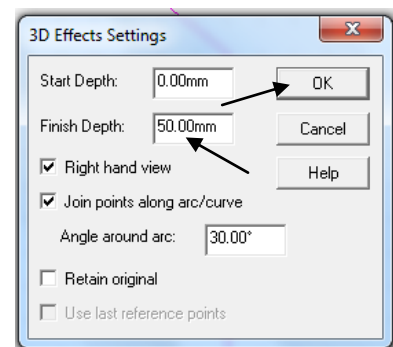 3D Effects Settings
Start Depth: 0.00mm OK
Finish Depth: 50.00mm Cancel
Right hand view Help
Join points along arc/curve
Angle around arc: 30.00°
Retain original
Use last reference points